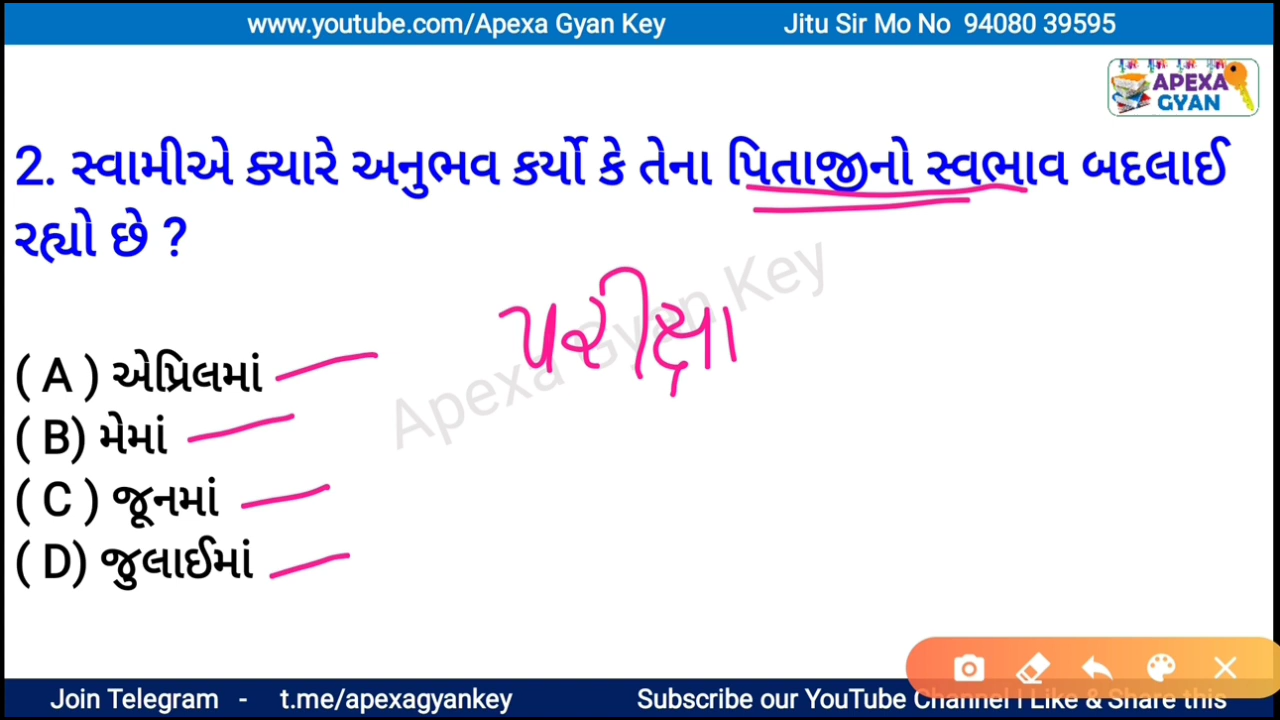 www.youtube.com/Apexa Gyan Key Jitu Sir Mo No 94080 39595
APEXA
GYAN
2. સ્વામીએ ક્યારે અનુભવ કર્યો કે તેના પિતાજીનો સ્વભાવ બદલાઈ
રહ્યો છે ?
પરીક્ષા
Apexa Gyan Key
( A ) એપ્રિલમાં
( B) મેમાં
( C ) જૂનમાં
( D) જુલાઈમાં
Join Telegram - t.me/apexagyankey Subscribe our YouTube Channel | Like & Share this